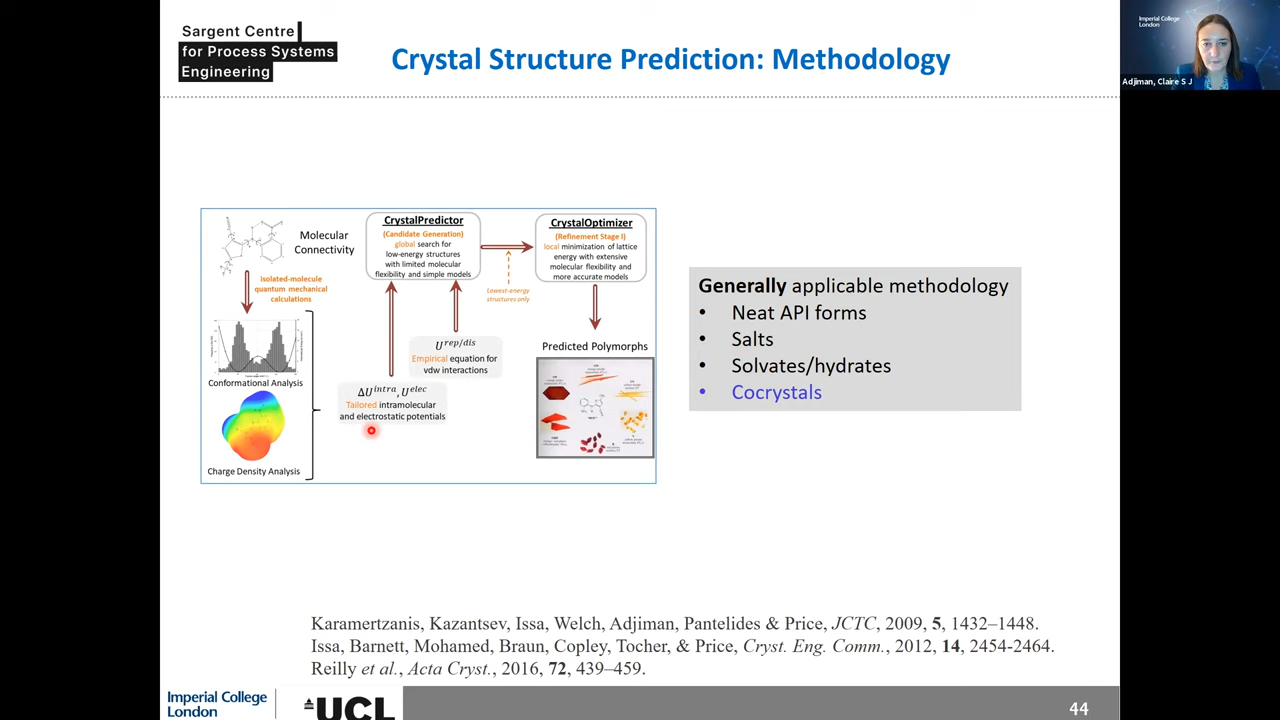 Sargent Centre
for Process Systems
Engineering
Crystal Structure Prediction: Methodology
Imperial College
London
Adjiman, Claire S J
Molecular
Connectivity
isolated-molecule
quantum mechanical
calculations
Conformational Analysis
Charge Density Analysis
CrystalPredictor
(Candidate Generation)
global search for
low-energy structures
with limited molecular
flexibility and simple models
Lowest-energy
structures only
CrystalOptimizer
(Refinement Stage I)
local minimization of lattice
energy with extensive
molecular flexibility and
more accurate models
U^rep/dis
Empirical equation for
vdw interactions
ΔU^intra, U^elec
Tailored intramolecular
and electrostatic potentials
Predicted Polymorphs
Generally applicable methodology
• Neat API forms
• Salts
• Solvates/hydrates
• Cocrystals
Karamertzanis, Kazantsev, Issa, Welch, Adjiman, Pantelides & Price, JCTC, 2009, 5, 1432–1448.
Issa, Barnett, Mohamed, Braun, Copley, Tocher, & Price, Cryst. Eng. Comm., 2012, 14, 2454-2464.
Reilly et al., Acta Cryst., 2016, 72, 439–459.
Imperial College
London
UCL
44